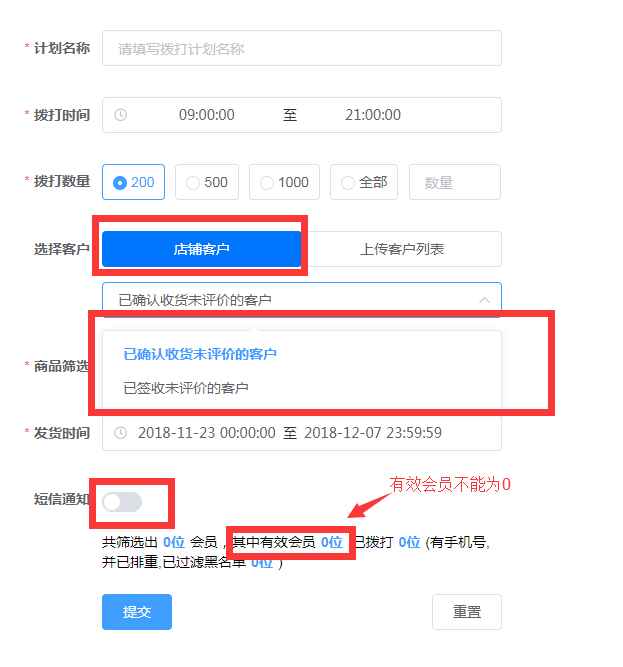 * 计划名称 请填写拨打计划名称
* 拨打时间 09:00:00 至 21:00:00
* 拨打数量 200 500 1000 全部 数量
选择客户 店铺客户 上传客户列表
已确认收货未评价的客户
已确认收货未评价的客户
* 商品筛选
已签收未评价的客户
* 发货时间 2018-11-23 00:00:00 至 2018-12-07 23:59:59
有效会员不能为0
短信通知
共筛选出 0位 会员，其中有效会员 0位 已拨打 0位 (有手机号,
并已排重,已过滤黑名单 0位 )
提交 重置